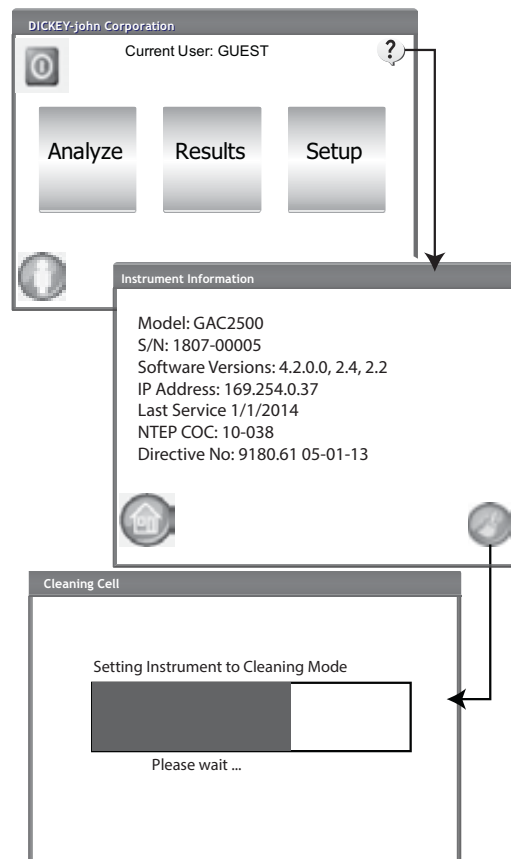 DICKEY-john Corporation
Current User: GUEST
?
Analyze Results Setup
Instrument Information
Model: GAC2500
S/N: 1807-00005
Software Versions: 4.2.0.0, 2.4, 2.2
IP Address: 169.254.0.37
Last Service 1/1/2014
NTEP COC: 10-038
Directive No: 9180.61 05-01-13
Cleaning Cell
Setting Instrument to Cleaning Mode
Please wait ...